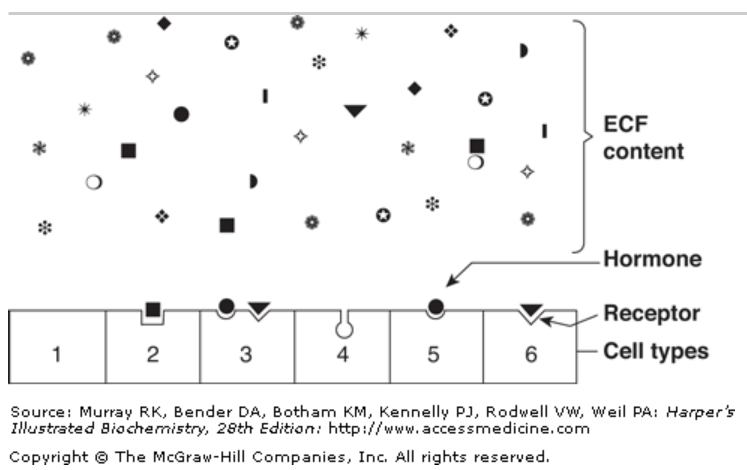 ECF
content
Hormone
Receptor
Cell types
1 2 3 4 5 6
Source: Murray RK, Bender DA, Botham KM, Kennelly PJ, Rodwell VW, Weil PA: Harper's
Illustrated Biochemistry, 28th Edition: http://www.accessmedicine.com
Copyright © The McGraw-Hill Companies, Inc. All rights reserved.